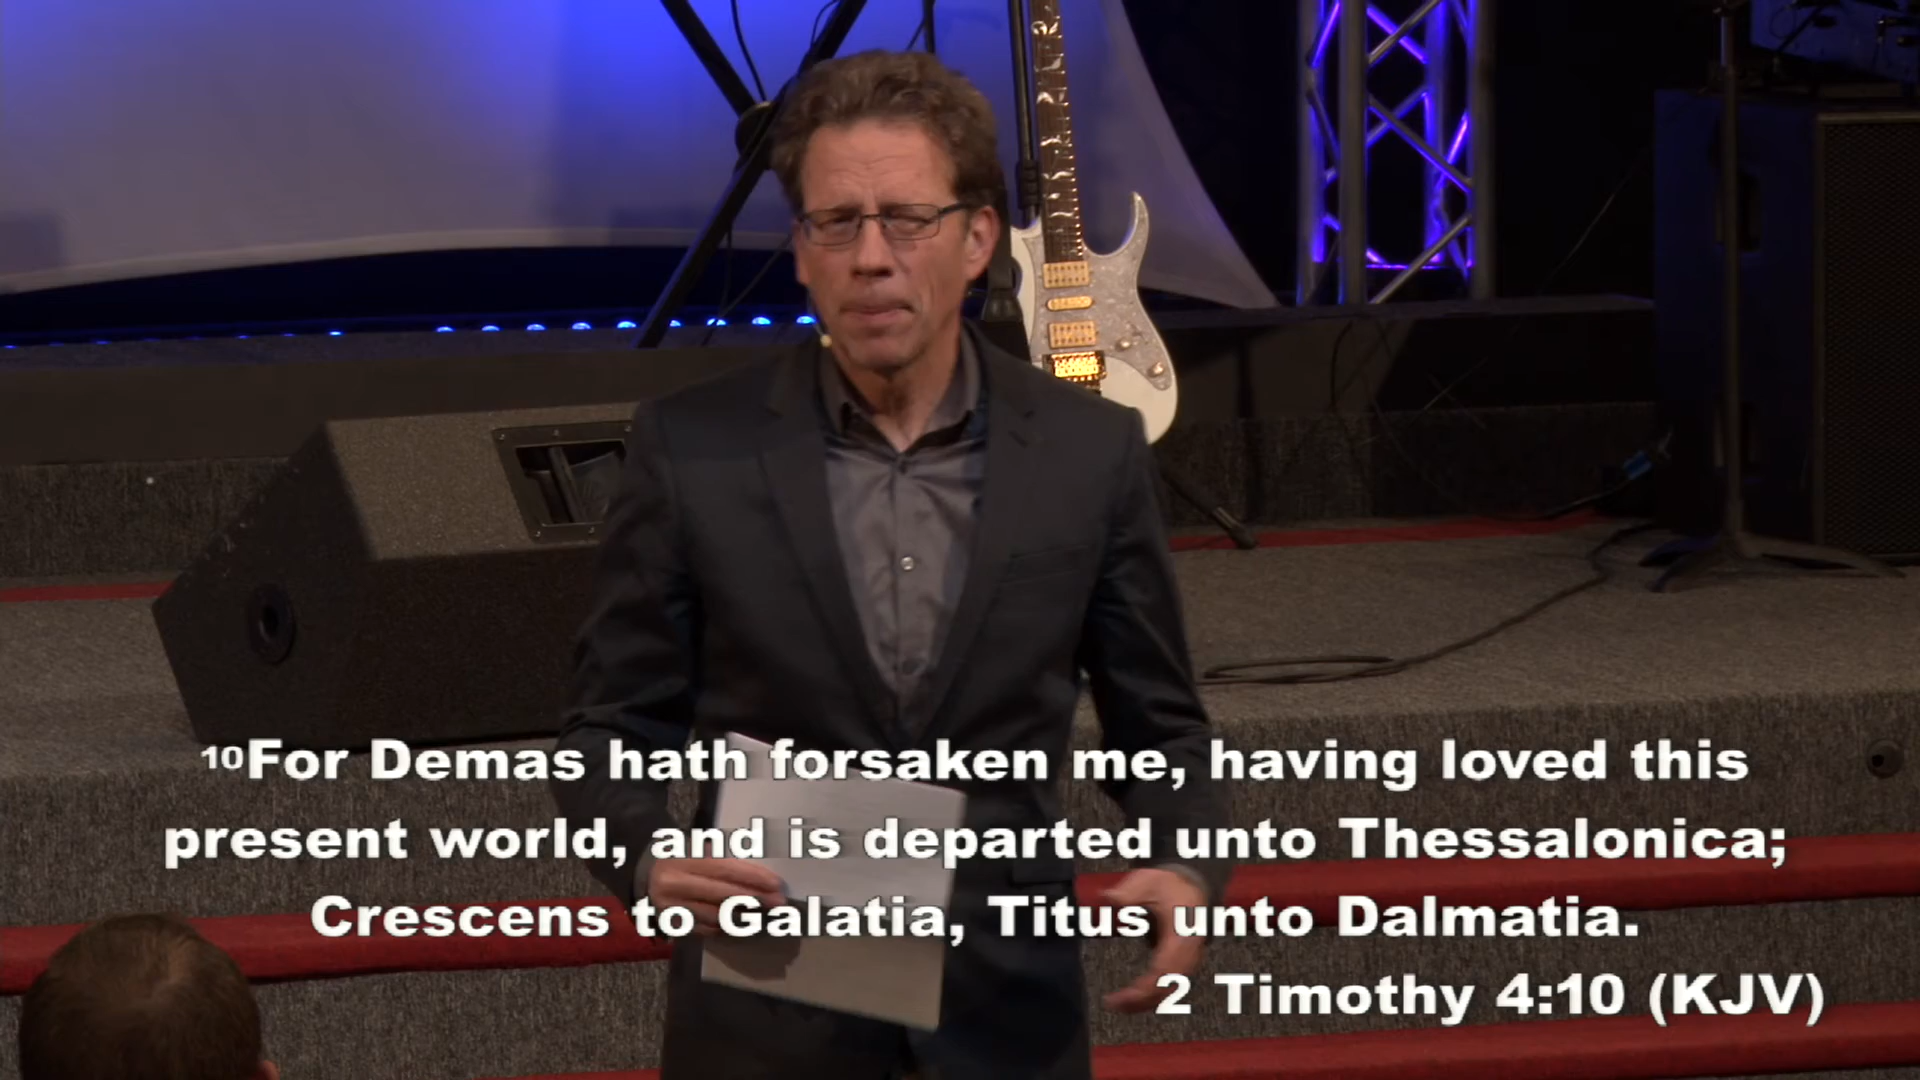 10For Demas hath forsaken me, having loved this
present world, and is departed unto Thessalonica;
Crescens to Galatia, Titus unto Dalmatia.
2 Timothy 4:10 (KJV)